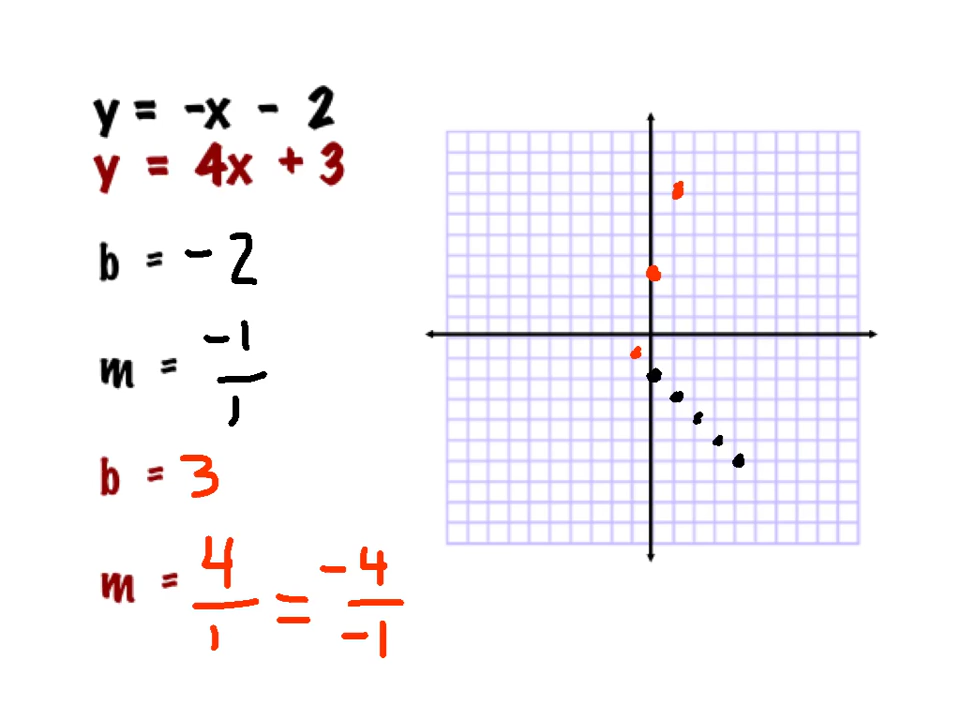 y = -x - 2
y = 4x + 3
b = -2
m = -1/1
b = 3
m = 4/1 = -4/-1